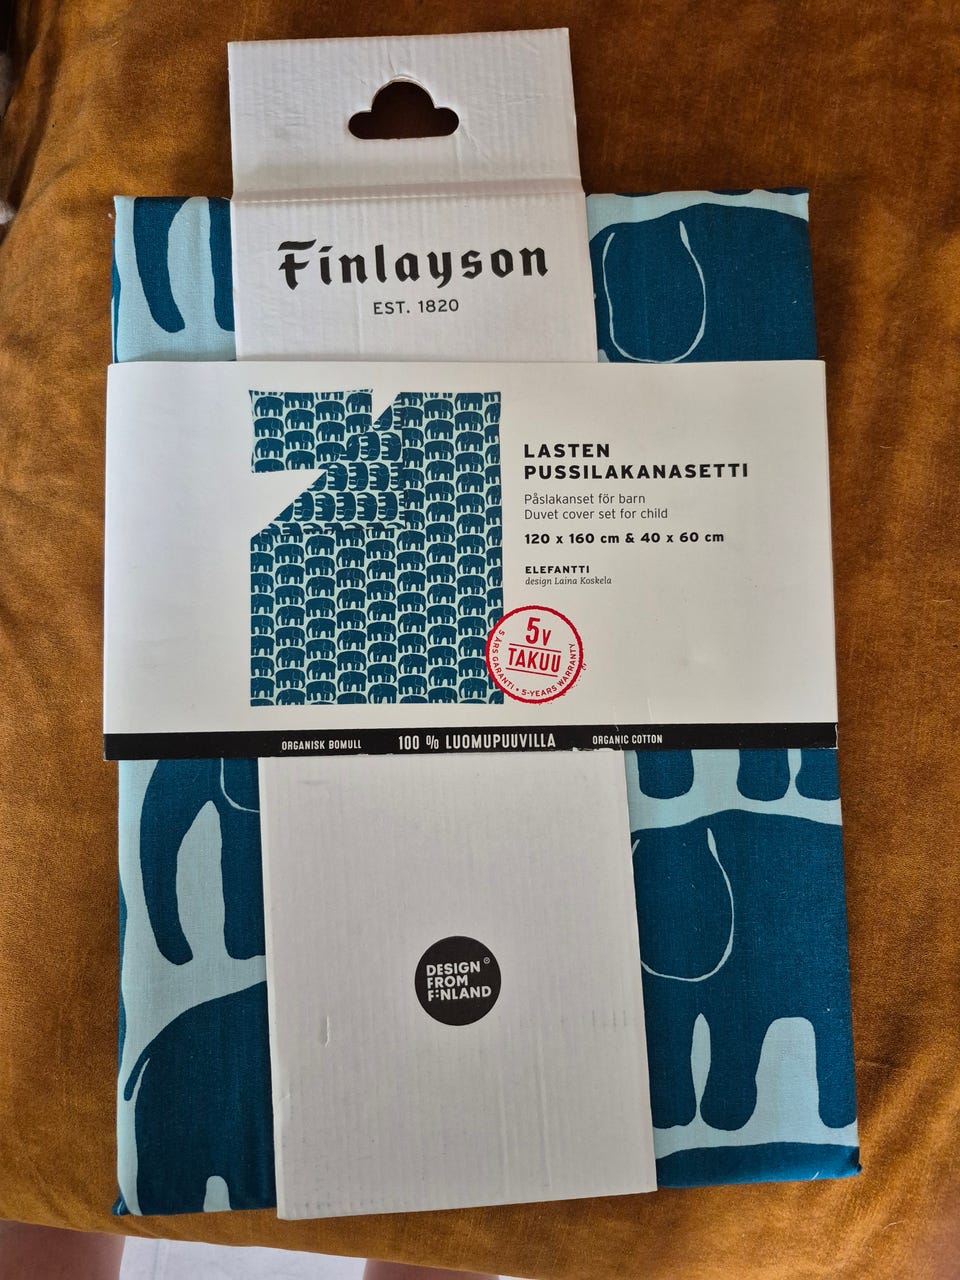 Finlayson
EST. 1820
LASTEN
PUSSILAKANASETTI
Påslakanset för barn
Duvet cover set for child
120 x 160 cm & 40 x 60 cm
ELEFANTTI
design Laina Koskela
5V
TAKUU
5 ÅRS GARANTI • 5-YEARS WARRANTY
ORGANISK BOMULL 100 % LUOMUPUUVILLA ORGANIC COTTON
DESIGN
FROM
FINLAND